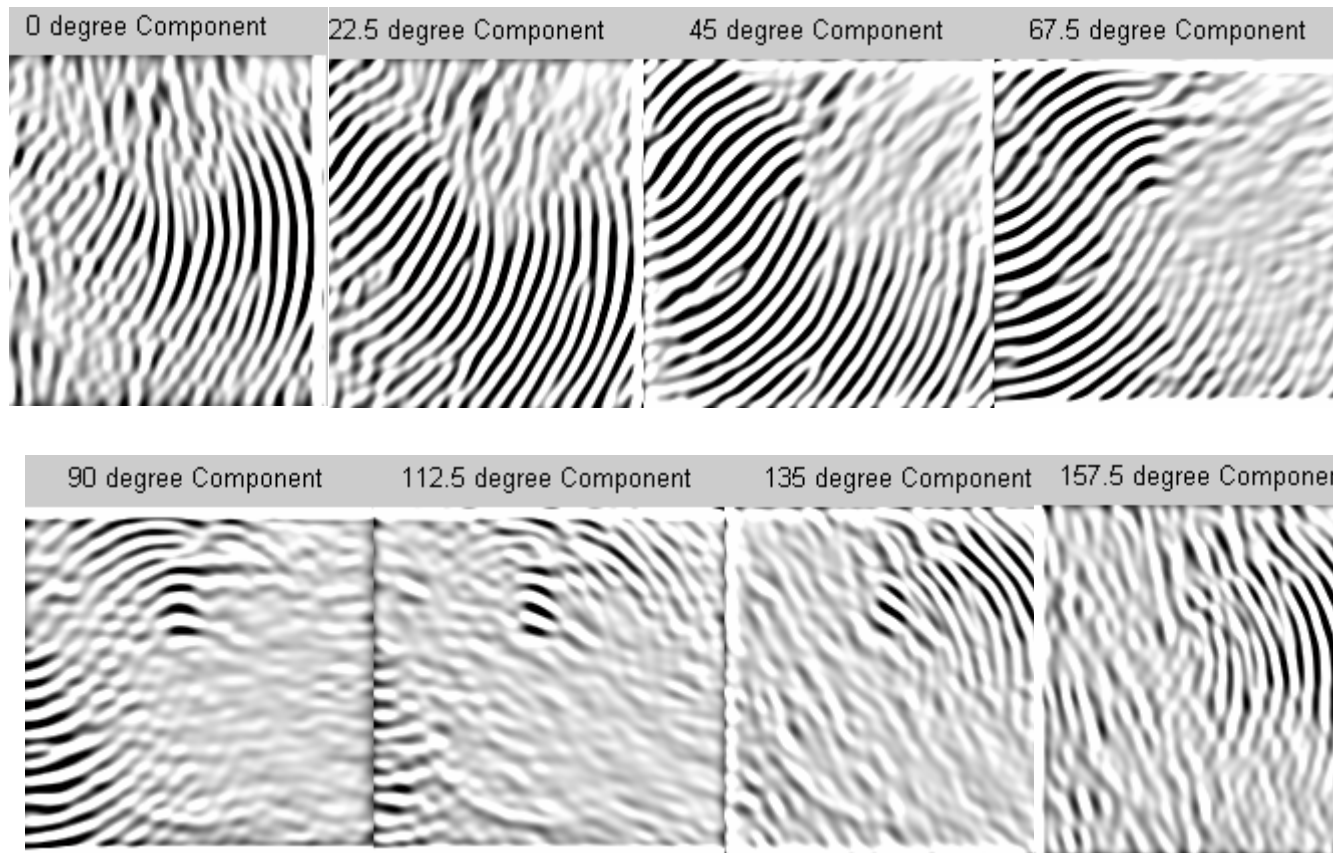 0 degree Component
22.5 degree Component
45 degree Component
67.5 degree Component
90 degree Component
112.5 degree Component
135 degree Component
157.5 degree